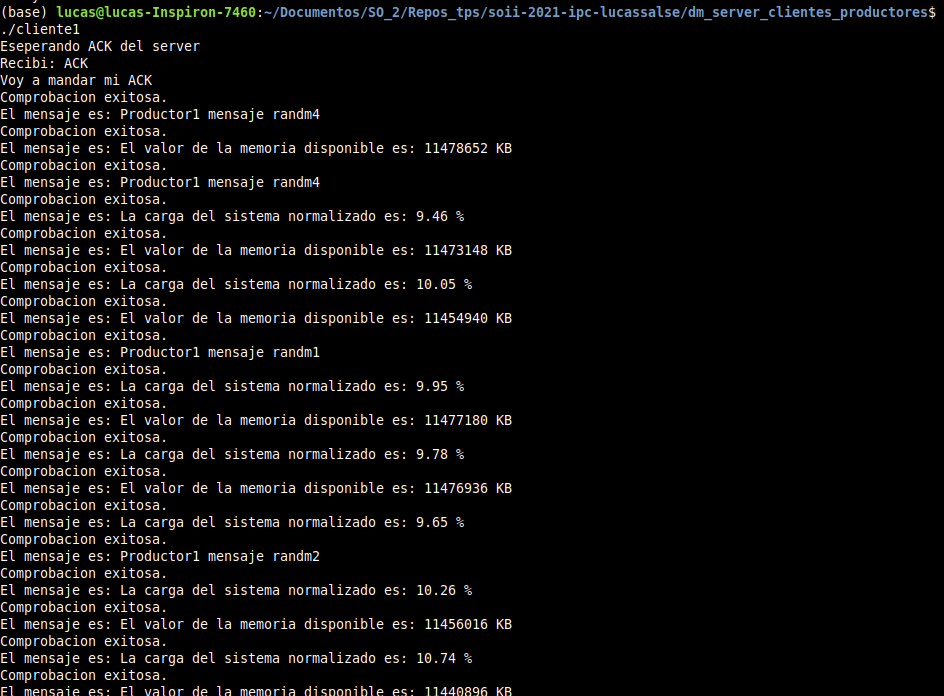 (base) lucas@lucas-Inspiron-7460:~/Documentos/SO_2/Repos_tps/soii-2021-ipc-lucassalse/dm_server_clientes_productores$
./cliente1
Eseperando ACK del server
Recibi: ACK
Voy a mandar mi ACK
Comprobacion exitosa.
El mensaje es: Productor1 mensaje randm4
Comprobacion exitosa.
El mensaje es: El valor de la memoria disponible es: 11478652 KB
Comprobacion exitosa.
El mensaje es: Productor1 mensaje randm4
Comprobacion exitosa.
El mensaje es: La carga del sistema normalizado es: 9.46 %
Comprobacion exitosa.
El mensaje es: El valor de la memoria disponible es: 11473148 KB
Comprobacion exitosa.
El mensaje es: La carga del sistema normalizado es: 10.05 %
Comprobacion exitosa.
El mensaje es: El valor de la memoria disponible es: 11454940 KB
Comprobacion exitosa.
El mensaje es: Productor1 mensaje randm1
Comprobacion exitosa.
El mensaje es: La carga del sistema normalizado es: 9.95 %
Comprobacion exitosa.
El mensaje es: El valor de la memoria disponible es: 11477180 KB
Comprobacion exitosa.
El mensaje es: La carga del sistema normalizado es: 9.78 %
Comprobacion exitosa.
El mensaje es: El valor de la memoria disponible es: 11476936 KB
Comprobacion exitosa.
El mensaje es: La carga del sistema normalizado es: 9.65 %
Comprobacion exitosa.
El mensaje es: Productor1 mensaje randm2
Comprobacion exitosa.
El mensaje es: La carga del sistema normalizado es: 10.26 %
Comprobacion exitosa.
El mensaje es: El valor de la memoria disponible es: 11456016 KB
Comprobacion exitosa.
El mensaje es: La carga del sistema normalizado es: 10.74 %
Comprobacion exitosa.
El mensaje es: El valor de la memoria disponible es: 11440896 KB